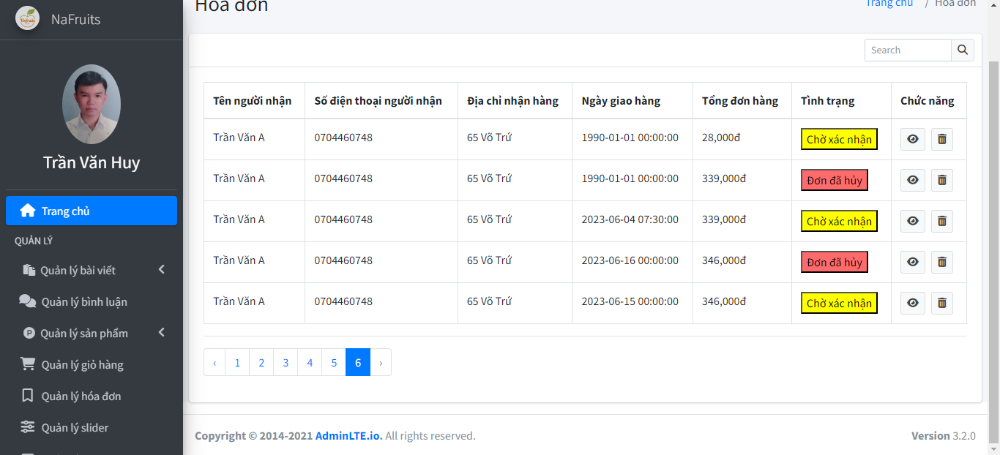 NaFruits
Trần Văn Huy
Trang chủ
QUẢN LÝ
Quản lý bài viết
Quản lý bình luận
Quản lý sản phẩm
Quản lý giỏ hàng
Quản lý hóa đơn
Quản lý slider
Hóa đơn
Trang chủ / Hóa đơn
Search
Tên người nhận Số điện thoại người nhận Địa chỉ nhận hàng Ngày giao hàng Tổng đơn hàng Tình trạng Chức năng
Trần Văn A 0704460748 65 Võ Trứ 1990-01-01 00:00:00 28,000đ Chờ xác nhận
Trần Văn A 0704460748 65 Võ Trứ 1990-01-01 00:00:00 339,000đ Đơn đã hủy
Trần Văn A 0704460748 65 Võ Trứ 2023-06-04 07:30:00 339,000đ Chờ xác nhận
Trần Văn A 0704460748 65 Võ Trứ 2023-06-16 00:00:00 346,000đ Đơn đã hủy
Trần Văn A 0704460748 65 Võ Trứ 2023-06-15 00:00:00 346,000đ Chờ xác nhận
‹ 1 2 3 4 5 6 ›
Copyright © 2014-2021 AdminLTE.io. All rights reserved.
Version 3.2.0